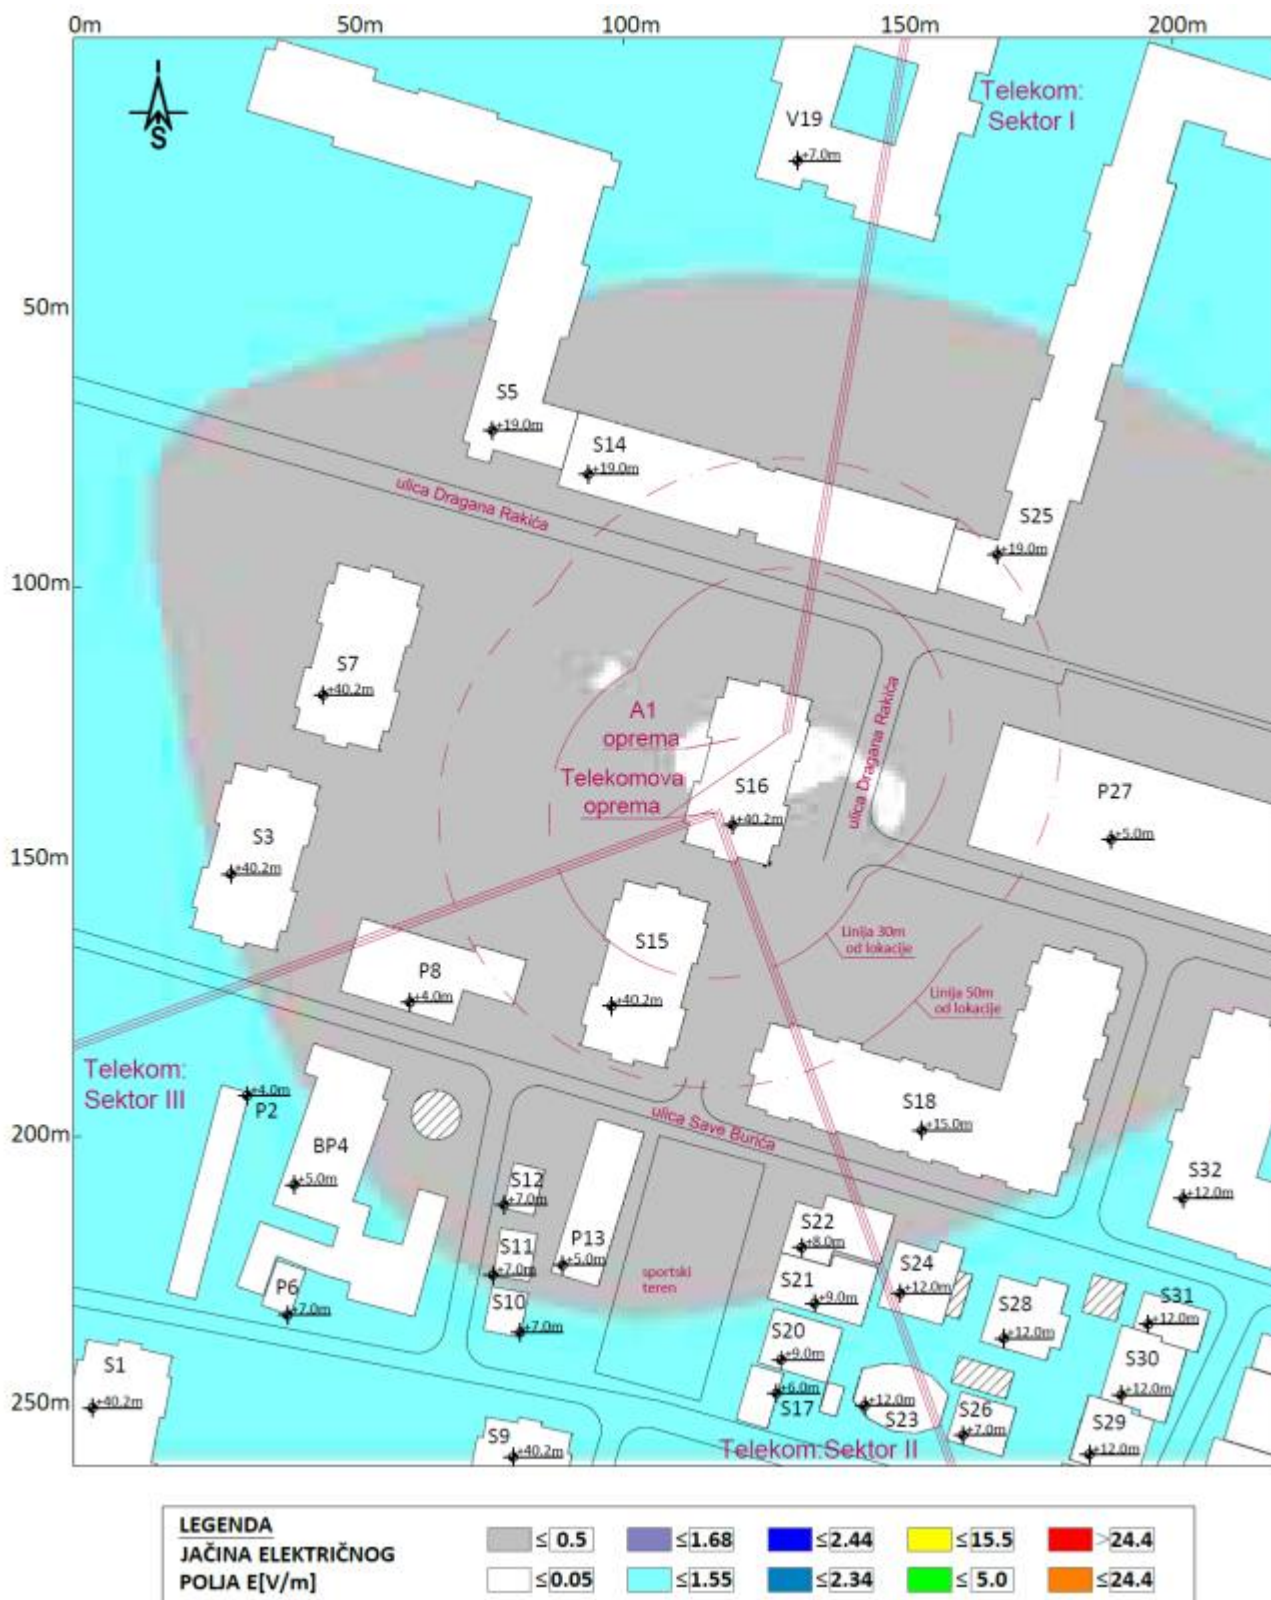 0m 50m 100m 150m 200m
S
Telekom:
Sektor I
V19
+7.0m
50m
S5
+19.0m
S14
+19.0m
S25
+19.0m
ulica Dragana Rakića
100m
S7
+40.2m
A1
oprema
Telekomova
oprema
S16
+40.2m
ulica Dragana Rakića
P27
+5.0m
150m
S3
+40.2m
S15
+40.2m
Linija 30m
od lokacije
P8
+4.0m
Linija 50m
od lokacije
Telekom:
Sektor III
+4.0m
P2
S18
+15.0m
ulica Save Burića
200m
BP4
+5.0m
S12
+7.0m
S32
+12.0m
S11
+7.0m
P13
+5.0m
S22
+8.0m
sportski
teren
S24
+12.0m
S21
+9.0m
P6
+7.0m
S10
+7.0m
S28
+12.0m
S31
+12.0m
S20
+9.0m
S1
+40.2m
S30
+12.0m
250m
+6.0m
S17
+12.0m
S23
S26
+7.0m
S29
+12.0m
S9
+40.2m
Telekom:Sektor II
LEGENDA
JAČINA ELEKTRIČNOG
POLJA E[V/m]
≤ 0.5 ≤1.68 ≤2.44 ≤15.5 >24.4
≤0.05 ≤1.55 ≤2.34 ≤ 5.0 ≤24.4